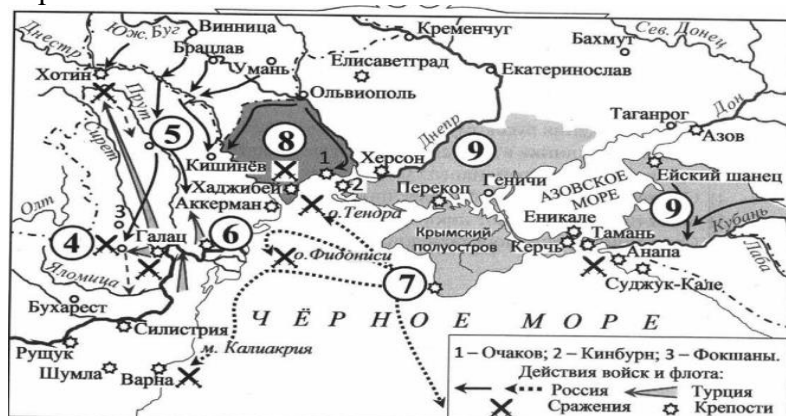 Днестр
Юж. Буг
Винница
Брацлав
Умань
Кременчуг
Бахмут
Сев. Донец
Хотин
Елисаветград
Екатеринослав
Прут
Ольвиополь
Сирет
Днепр
Таганрог
Дон
Азов
5
8
9
Кишинёв
1
2
Херсон
Хаджибей
Аккерман
Перекоп
Геничи
АЗОВСКОЕ
МОРЕ
Ейский шанец
9
Олт
3
о.Тендра
Еникале
Кубань
4
Галац
6
Крымский
полуостров
Керчь
Тамань
Анапа
Лаба
Яломица
о. Фидониси
7
Суджук-Кале
Бухарест
Силистрия
ЧЁРНОЕ МОРЕ
Рущук
м. Калиакрия
Шумла
Варна
1 – Очаков; 2 – Кинбурн; 3 – Фокшаны.
Действия войск и флота:
Россия
Турция
Сражения
Крепости